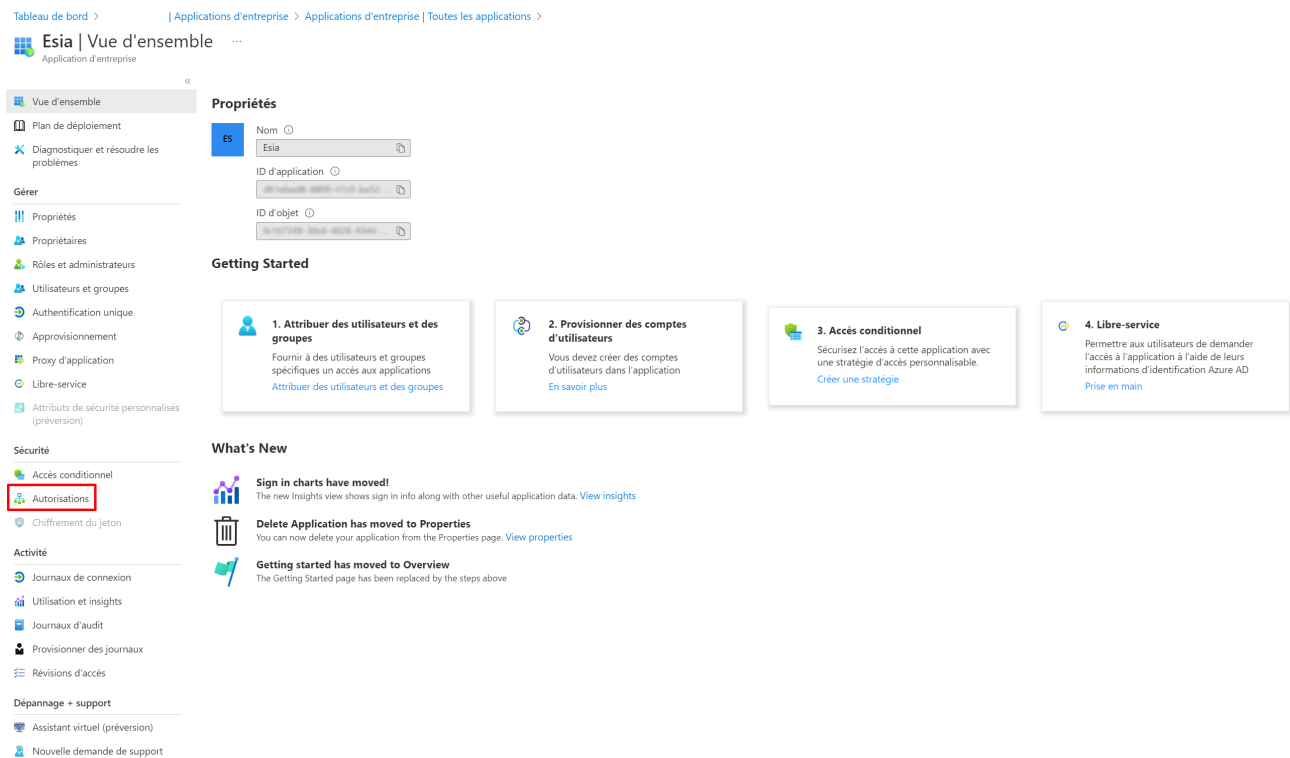 Tableau de bord > | Applications d'entreprise > Applications d'entreprise | Toutes les applications >
Esia | Vue d'ensemble ...
Application d'entreprise
«
Vue d'ensemble
Plan de déploiement
Diagnostiquer et résoudre les
problèmes
Gérer
Propriétés
Propriétaires
Rôles et administrateurs
Utilisateurs et groupes
Authentification unique
Approvisionnement
Proxy d'application
Libre-service
Attributs de sécurité personnalisés
(préversion)
Sécurité
Accès conditionnel
Autorisations
Chiffrement du jeton
Activité
Journaux de connexion
Utilisation et insights
Journaux d'audit
Provisionner des journaux
Révisions d'accès
Dépannage + support
Assistant virtuel (préversion)
Nouvelle demande de support
Propriétés
ES
Nom
Esia
ID d'application
ID d'objet
Getting Started
1. Attribuer des utilisateurs et des
groupes
Fournir à des utilisateurs et groupes
spécifiques un accès aux applications
Attribuer des utilisateurs et des groupes
2. Provisionner des comptes
d'utilisateurs
Vous devez créer des comptes
d'utilisateurs dans l'application
En savoir plus
3. Accès conditionnel
Sécurisez l'accès à cette application avec
une stratégie d'accès personnalisable.
Créer une stratégie
4. Libre-service
Permettre aux utilisateurs de demander
l'accès à l'application à l'aide de leurs
informations d'identification Azure AD
Prise en main
What's New
Sign in charts have moved!
The new Insights view shows sign in info along with other useful application data. View insights
Delete Application has moved to Properties
You can now delete your application from the Properties page. View properties
Getting started has moved to Overview
The Getting Started page has been replaced by the steps above